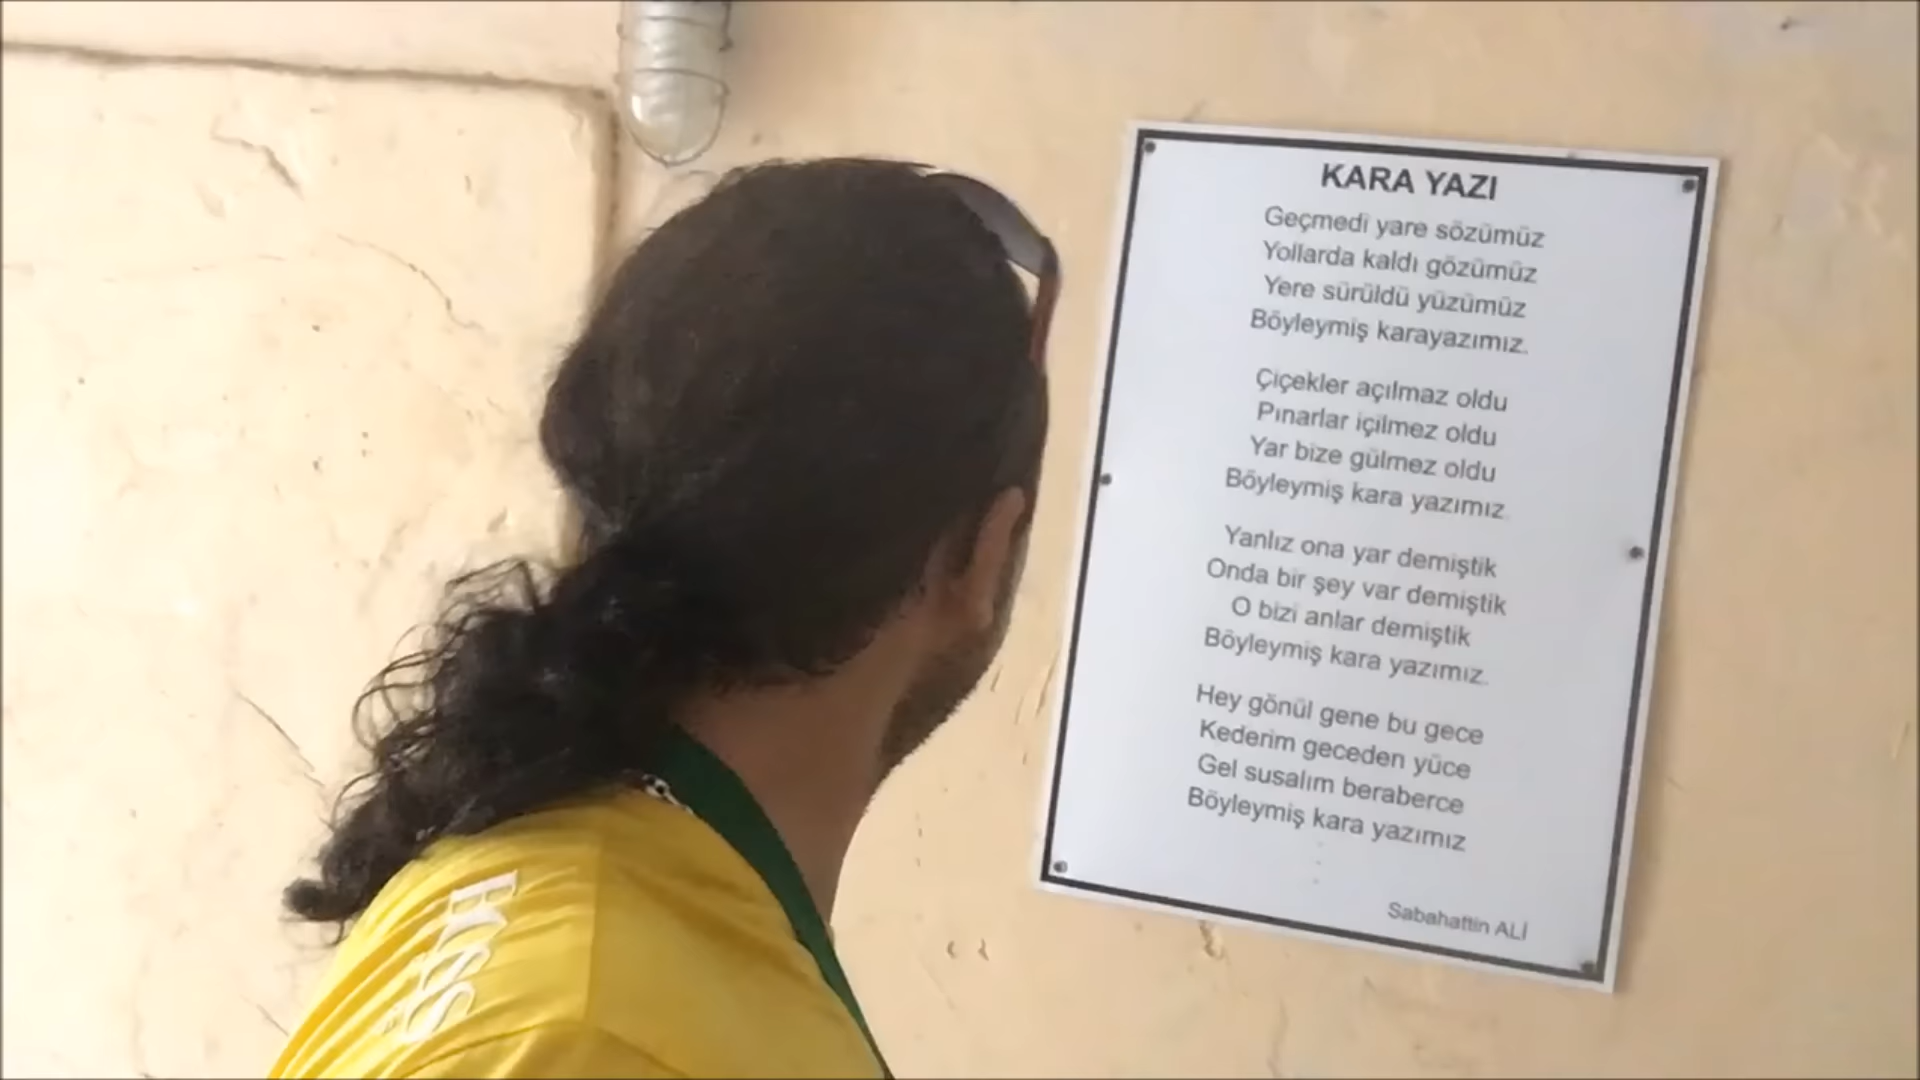 KARA YAZI
Geçmedi yare sözümüz
Yollarda kaldı gözümüz
Yere sürüldü yüzümüz
Böyleymiş karayazımız.
Çiçekler açılmaz oldu
Pınarlar içilmez oldu
Yar bize gülmez oldu
Böyleymiş kara yazımız.
Yanlız ona yar demiştik
Onda bir şey var demiştik
O bizi anlar demiştik
Böyleymiş kara yazımız.
Hey gönül gene bu gece
Kederim geceden yüce
Gel susalım beraberce
Böyleymiş kara yazımız
Sabahattin ALİ